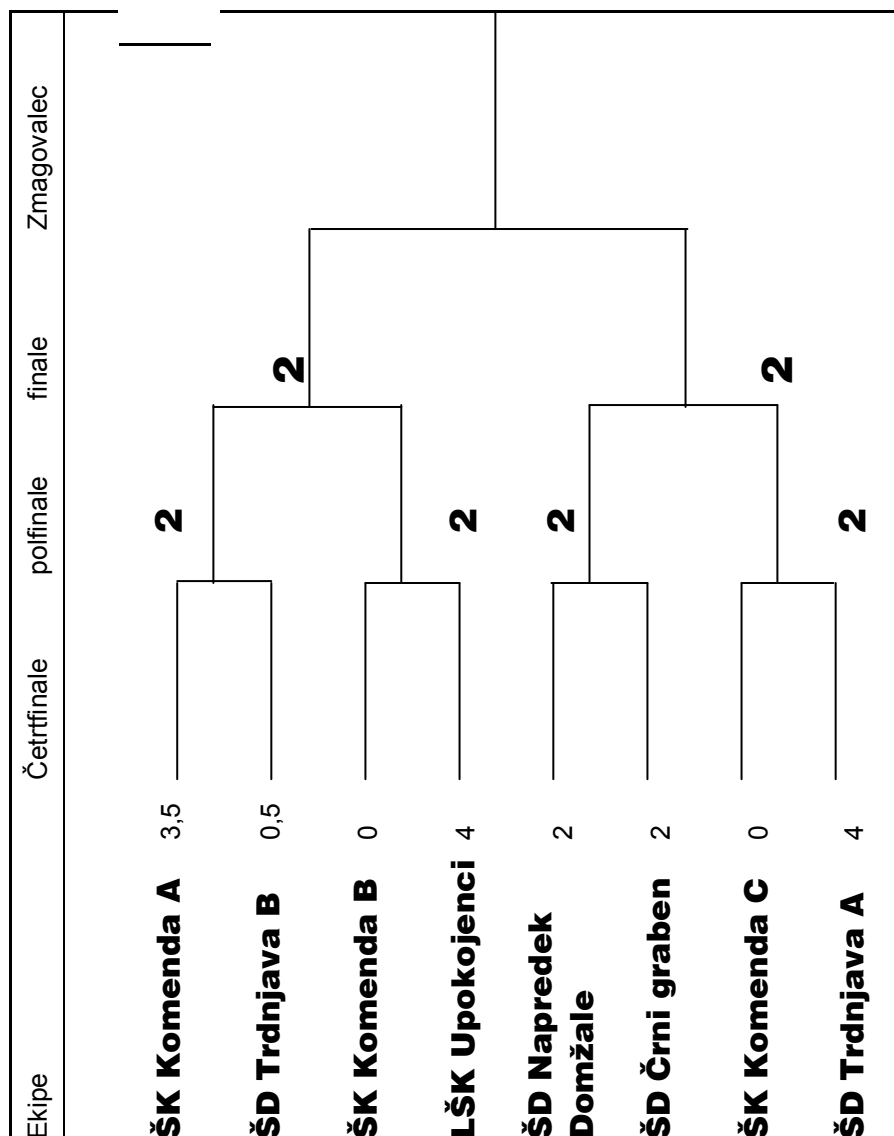 Ekipe Četrtfinale polfinale finale Zmagovalec
ŠK Komenda A 3,5
2
ŠD Trdnjava B 0,5
2
ŠK Komenda B 0
LŠK Upokojenci 4
2
ŠD Napredek
Domžale 2
2
ŠD Črni graben 2
ŠK Komenda C 0
2
ŠD Trdnjava A 4
2